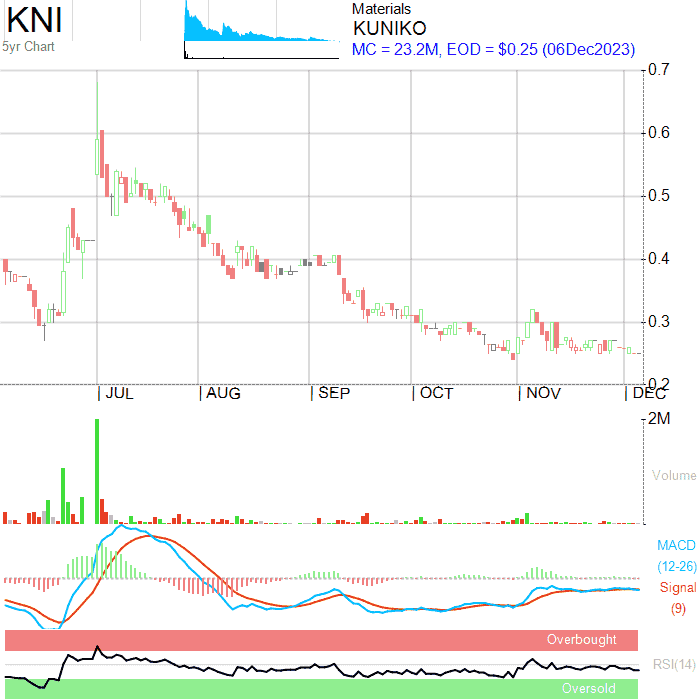 KNI
5yr Chart
Materials
KUNIKO
MC = 23.2M, EOD = $0.25 (06Dec2023)
0.7
0.6
0.5
0.4
0.3
0.2
JUL AUG SEP OCT NOV DEC
2M
Volume
MACD
(12-26)
Signal
(9)
Overbought
RSI(14)
Oversold